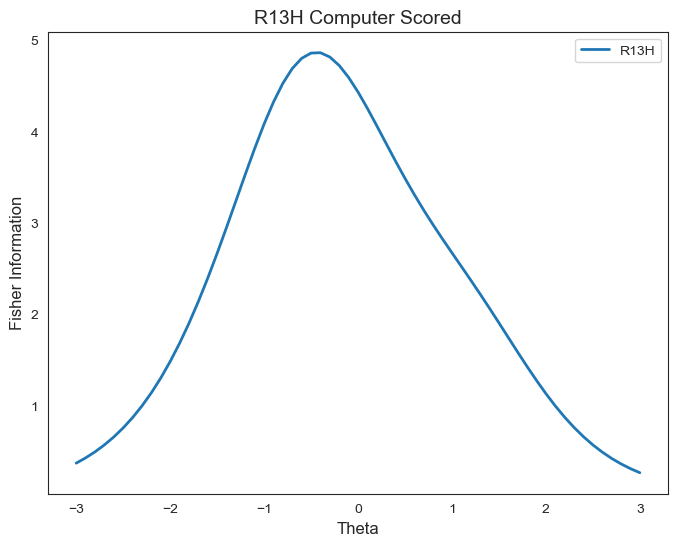 R13H Computer Scored
R13H
Fisher Information
5
4
3
2
1
−3 −2 −1 0 1 2 3
Theta